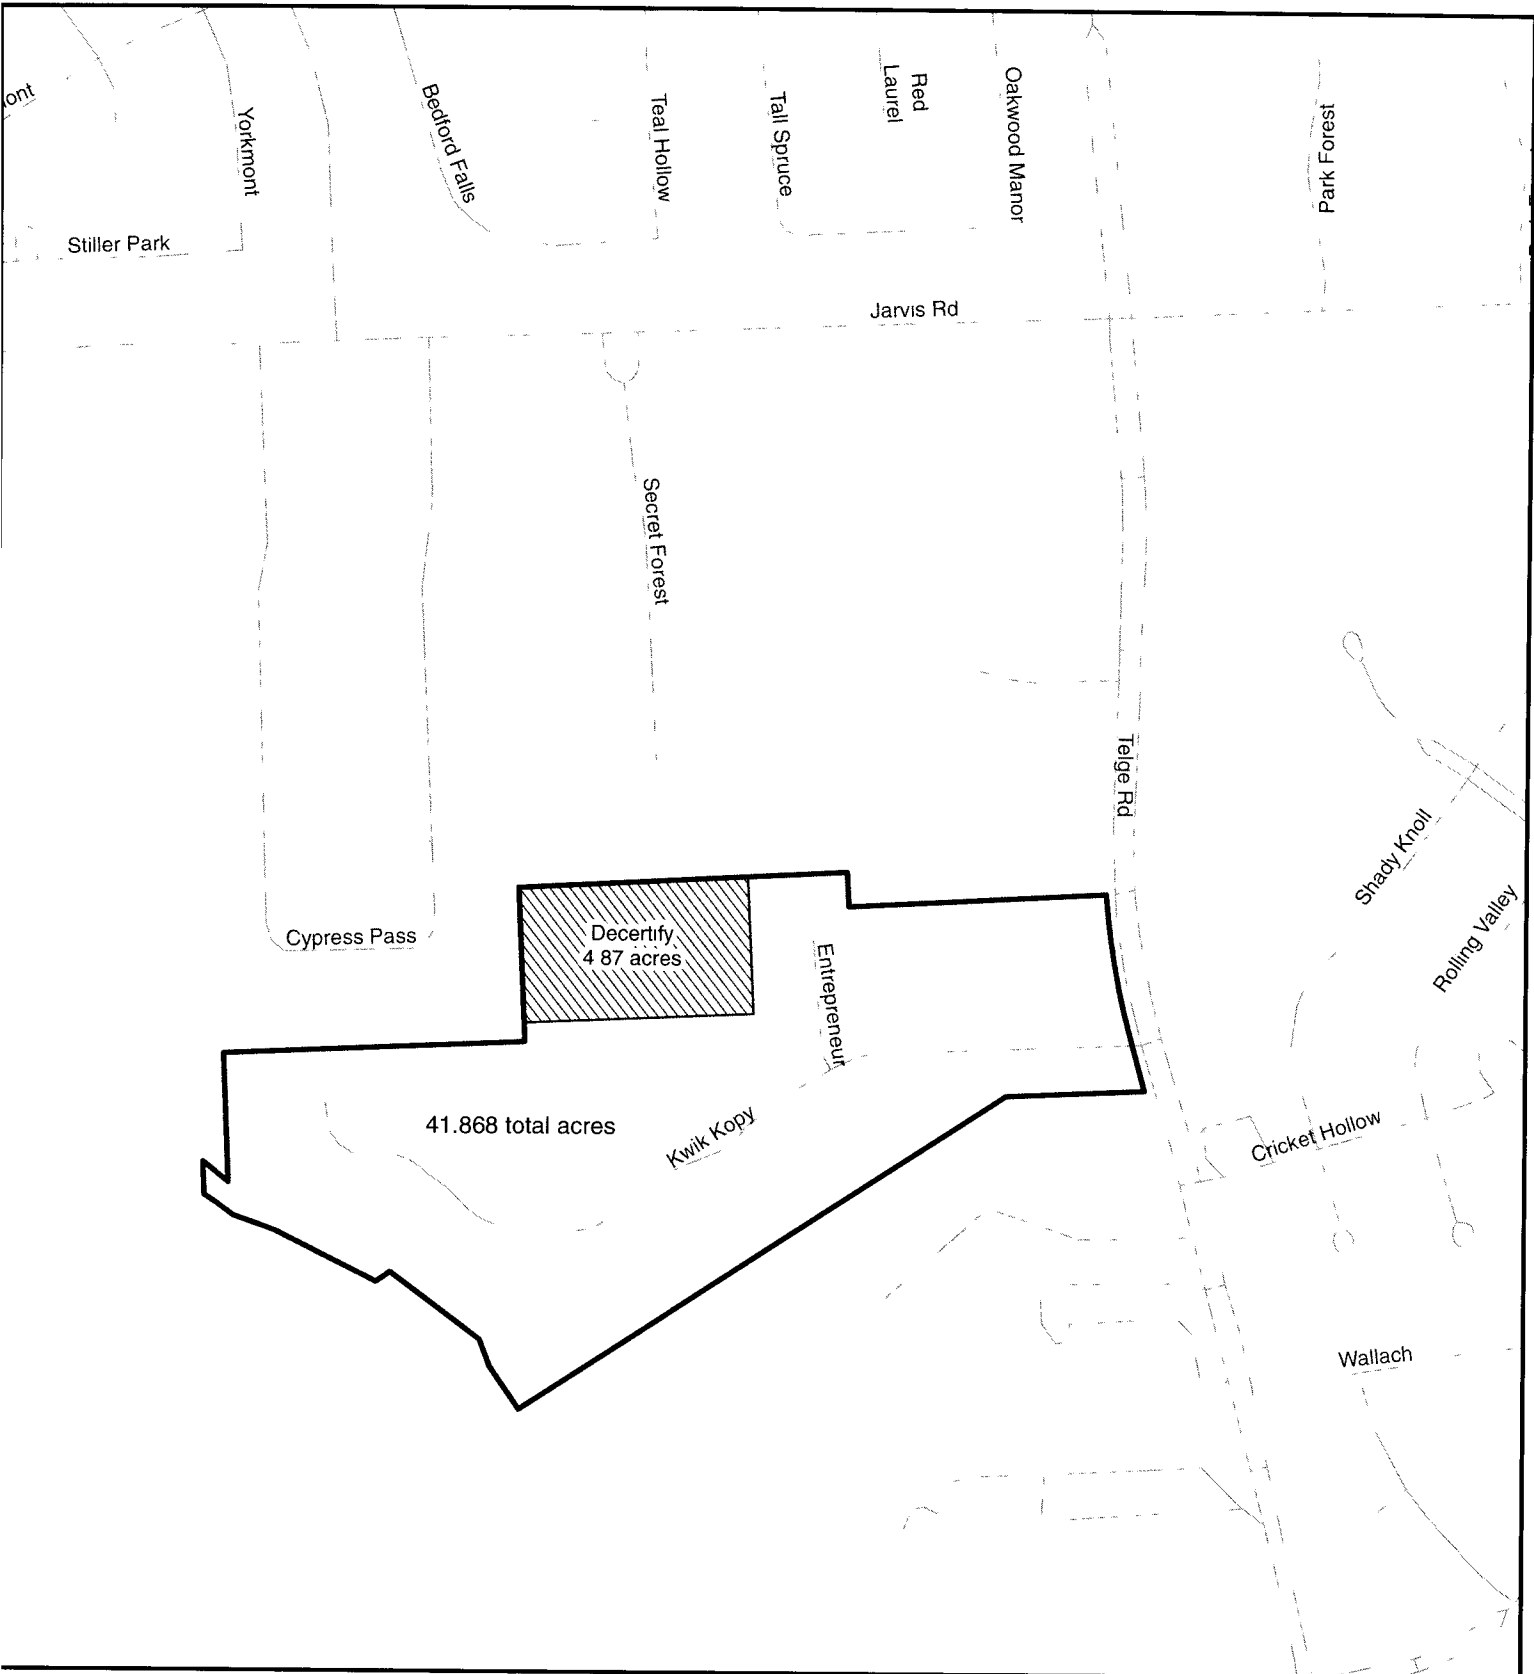 ont
Yorkmont
Bedford Falls
Teal Hollow
Tall Spruce
Red
Laurel
Oakwood Manor
Park Forest
Stiller Park
Jarvis Rd
Secret Forest
Telge Rd
Shady Knoll
Rolling Valley
Cypress Pass
Decertify
4 87 acres
Entrepreneur
41.868 total acres
Kwik Kopy
Cricket Hollow
Wallach